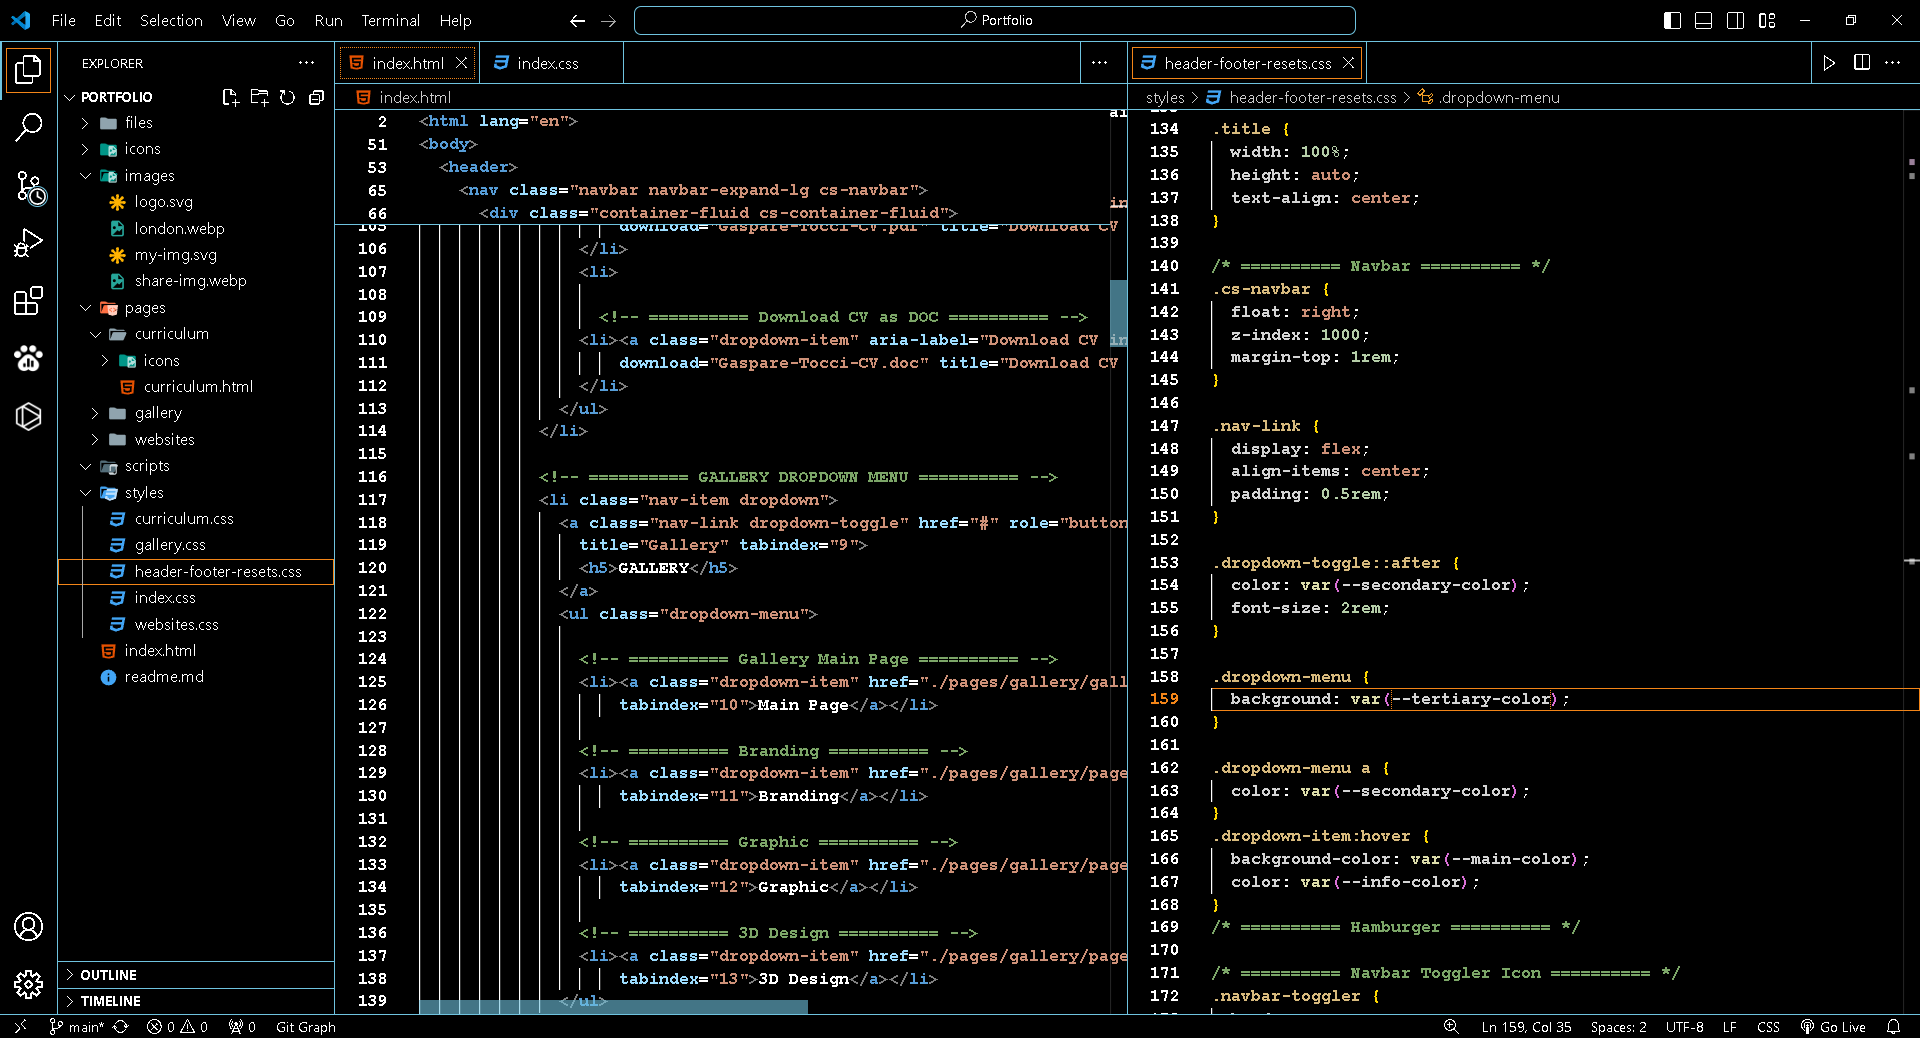 File Edit Selection View Go Run Terminal Help
Portfolio
EXPLORER
PORTFOLIO
files
icons
images
logo.svg
london.webp
my-img.svg
share-img.webp
pages
curriculum
icons
curriculum.html
gallery
websites
scripts
styles
curriculum.css
gallery.css
header-footer-resets.css
index.css
websites.css
index.html
readme.md
OUTLINE
TIMELINE
index.html
index.css
index.html
2 <html lang="en">
51 <body>
53 <header>
65 <nav class="navbar navbar-expand-lg cs-navbar">
66 <div class="container-fluid cs-container-fluid">
105 download="Gaspare-Tocci-CV.pdf" title="Download CV
106 </li>
107 <li>
108
109 <!-- ========== Download CV as DOC ========== -->
110 <li><a class="dropdown-item" aria-label="Download CV in
111 download="Gaspare-Tocci-CV.doc" title="Download CV
112 </li>
113 </ul>
114 </li>
115
116 <!-- ========== GALLERY DROPDOWN MENU ========== -->
117 <li class="nav-item dropdown">
118 <a class="nav-link dropdown-toggle" href="#" role="button
119 title="Gallery" tabindex="9">
120 <h5>GALLERY</h5>
121 </a>
122 <ul class="dropdown-menu">
123
124 <!-- ========== Gallery Main Page ========== -->
125 <li><a class="dropdown-item" href="./pages/gallery/gall
126 tabindex="10">Main Page</a></li>
127
128 <!-- ========== Branding ========== -->
129 <li><a class="dropdown-item" href="./pages/gallery/page
130 tabindex="11">Branding</a></li>
131
132 <!-- ========== Graphic ========== -->
133 <li><a class="dropdown-item" href="./pages/gallery/page
134 tabindex="12">Graphic</a></li>
135
136 <!-- ========== 3D Design ========== -->
137 <li><a class="dropdown-item" href="./pages/gallery/page
138 tabindex="13">3D Design</a></li>
139 </ul>
header-footer-resets.css
styles > header-footer-resets.css > .dropdown-menu
134 .title {
135 width: 100%;
136 height: auto;
137 text-align: center;
138 }
139
140 /* ========== Navbar ========== */
141 .cs-navbar {
142 float: right;
143 z-index: 1000;
144 margin-top: 1rem;
145 }
146
147 .nav-link {
148 display: flex;
149 align-items: center;
150 padding: 0.5rem;
151 }
152
153 .dropdown-toggle::after {
154 color: var(--secondary-color);
155 font-size: 2rem;
156 }
157
158 .dropdown-menu {
159 background: var(--tertiary-color);
160 }
161
162 .dropdown-menu a {
163 color: var(--secondary-color);
164 }
165 .dropdown-item:hover {
166 background-color: var(--main-color);
167 color: var(--info-color);
168 }
169 /* ========== Hamburger ========== */
170
171 /* ========== Navbar Toggler Icon ========== */
172 .navbar-toggler {
main* 0 0 0 Git Graph
Ln 159, Col 35 Spaces: 2 UTF-8 LF CSS Go Live